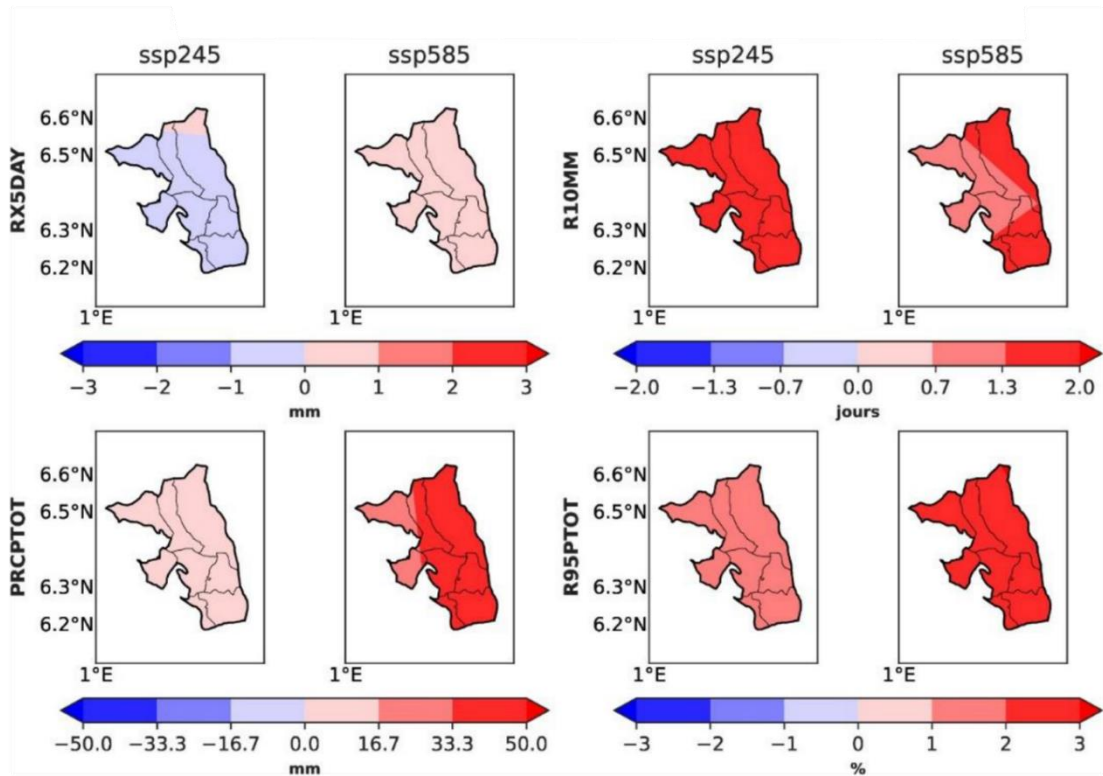 ssp245 ssp585 ssp245 ssp585
RX5DAY
6.6°N
6.5°N
6.3°N
6.2°N
1°E 1°E
−3 −2 −1 0 1 2 3
mm
R10MM
6.6°N
6.5°N
6.3°N
6.2°N
1°E 1°E
−2.0 −1.3 −0.7 0.0 0.7 1.3 2.0
jours
PRCPTOT
6.6°N
6.5°N
6.3°N
6.2°N
1°E 1°E
−50.0 −33.3 −16.7 0.0 16.7 33.3 50.0
mm
R95PTOT
6.6°N
6.5°N
6.3°N
6.2°N
1°E 1°E
−3 −2 −1 0 1 2 3
%